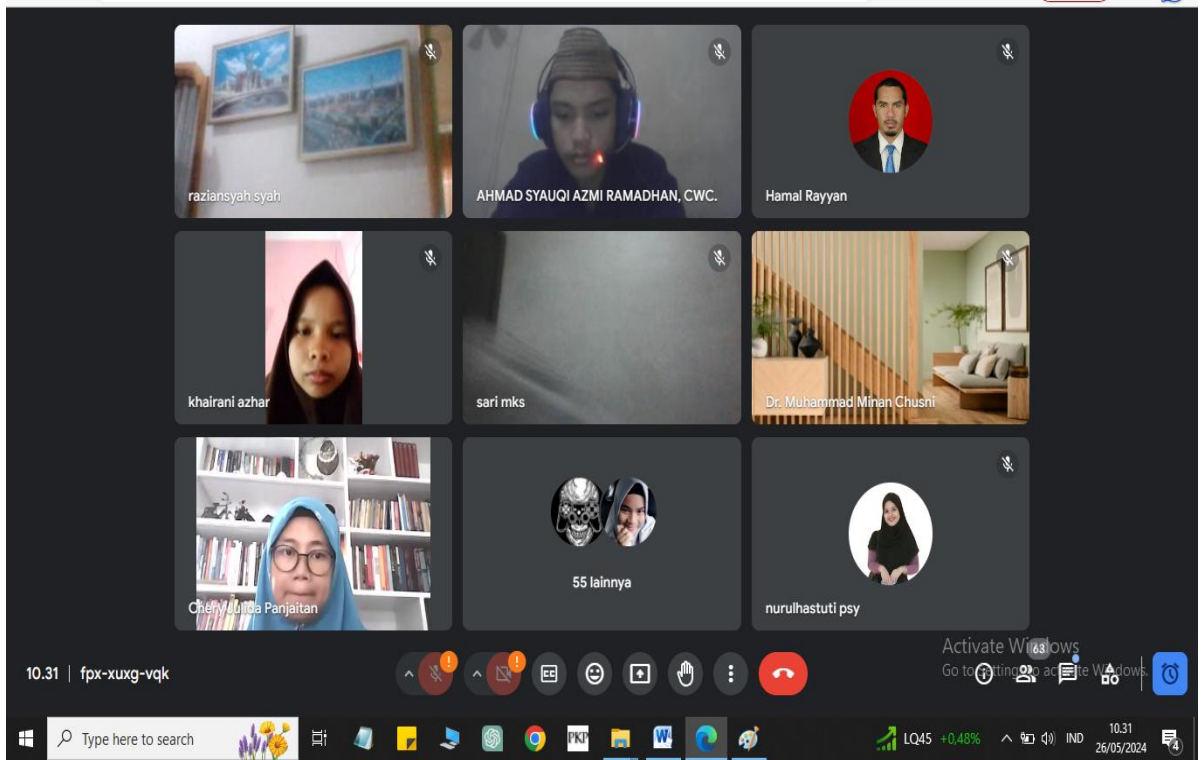 raziansyah syah
AHMAD SYAUQI AZMI RAMADHAN, CWC.
Hamal Rayyan
khairani azhar
sari mks
Dr. Muhammad Minan Chusni
Panjaitan
55 lainnya
nurulhastuti psy
Activate Windows
63
10.31 | fpx-xuxg-vqk
Go to Settings to activate Windows.
Type here to search
PKP
LQ45 +0,48%
IND
10.31
26/05/2024
4